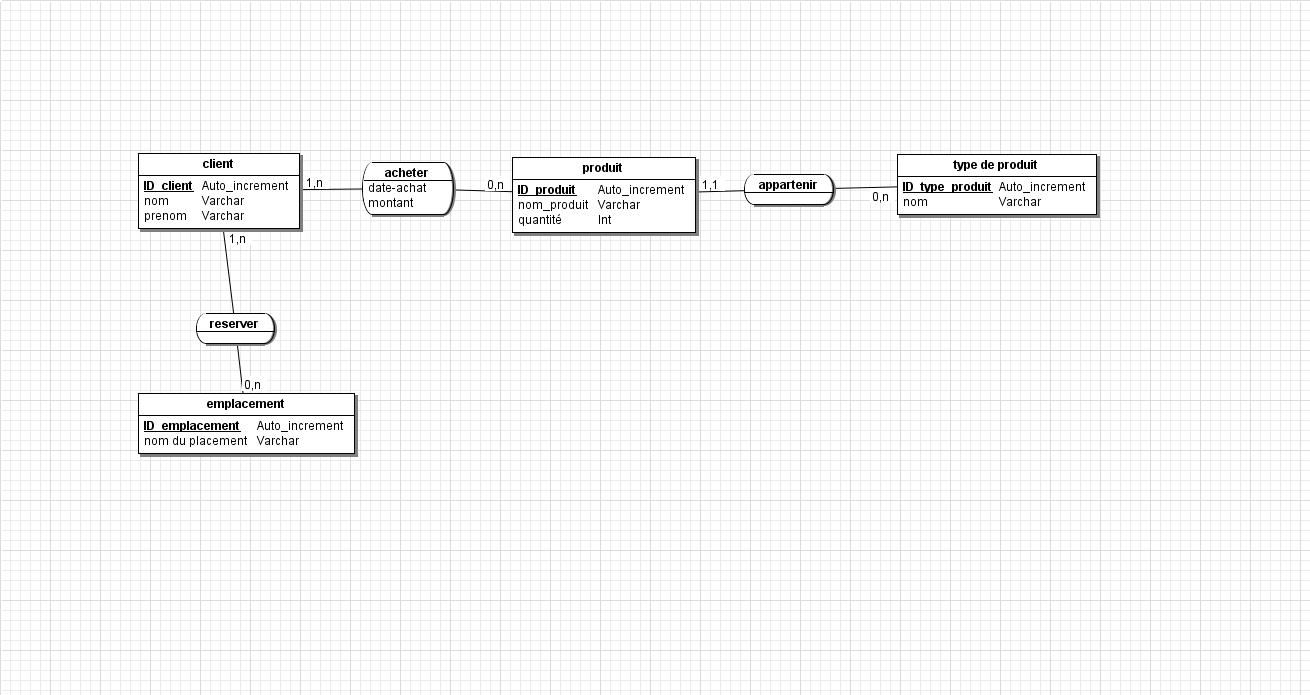 client
ID_client Auto_increment
nom Varchar
prenom Varchar
1,n
acheter
date-achat
montant
0,n
produit
ID_produit Auto_increment
nom_produit Varchar
quantité Int
1,1
appartenir
0,n
type de produit
ID_type_produit Auto_increment
nom Varchar
1,n
reserver
0,n
emplacement
ID_emplacement Auto_increment
nom du placement Varchar